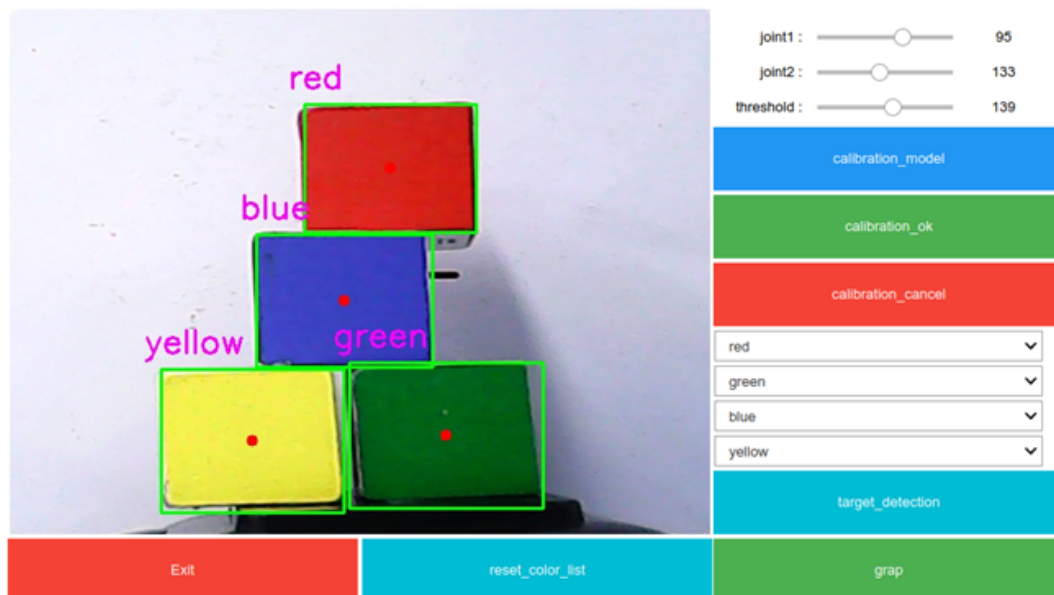 red
blue
green
yellow
joint1 : 95
joint2 : 133
threshold : 139
calibration_model
calibration_ok
calibration_cancel
red
green
blue
yellow
target_detection
Exit
reset_color_list
grap